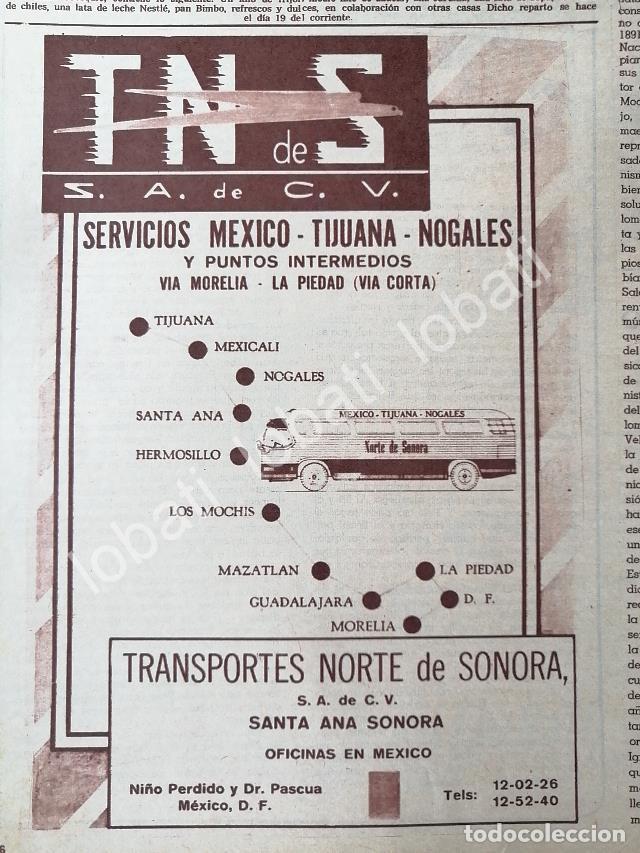 de chiles, una lata de leche Nestlé, pan Bimbo, refrescos y dulces, en colaboración con otras casas Dicho reparto se hace
el día 19 del corriente.
TN de S
S. A. de C. V.
SERVICIOS MEXICO - TIJUANA - NOGALES
Y PUNTOS INTERMEDIOS
VIA MORELIA - LA PIEDAD (VIA CORTA)
TIJUANA
MEXICALI
NOGALES
SANTA ANA
MEXICO-TIJUANA-NOGALES
Norte de Sonora
HERMOSILLO
LOS MOCHIS
MAZATLAN
LA PIEDAD
GUADALAJARA
D. F.
MORELIA
TRANSPORTES NORTE de SONORA,
S. A. de C. V.
SANTA ANA SONORA
OFICINAS EN MEXICO
Niño Perdido y Dr. Pascua
México, D. F.
Tels:
12-02-26
12-52-40
lobati lobati lobati lobati
todocoleccion